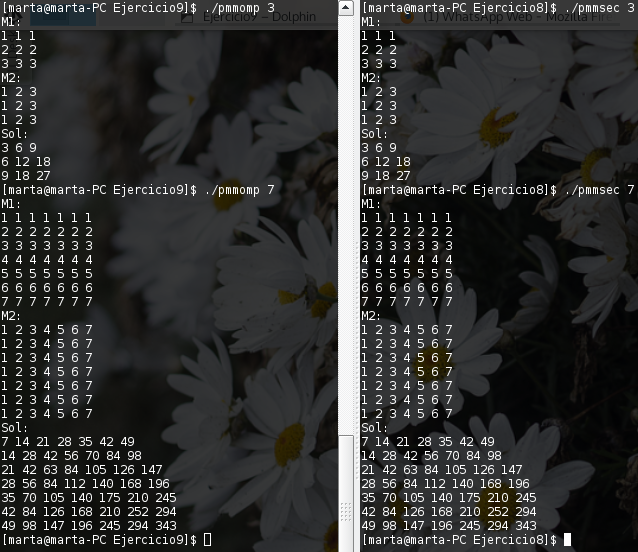 [marta@marta-PC Ejercicio9]$ ./pmmomp 3
M1:
1 1 1
2 2 2
3 3 3
M2:
1 2 3
1 2 3
1 2 3
Sol:
3 6 9
6 12 18
9 18 27
[marta@marta-PC Ejercicio9]$ ./pmmomp 7
M1:
1 1 1 1 1 1 1
2 2 2 2 2 2 2
3 3 3 3 3 3 3
4 4 4 4 4 4 4
5 5 5 5 5 5 5
6 6 6 6 6 6 6
7 7 7 7 7 7 7
M2:
1 2 3 4 5 6 7
1 2 3 4 5 6 7
1 2 3 4 5 6 7
1 2 3 4 5 6 7
1 2 3 4 5 6 7
1 2 3 4 5 6 7
1 2 3 4 5 6 7
Sol:
7 14 21 28 35 42 49
14 28 42 56 70 84 98
21 42 63 84 105 126 147
28 56 84 112 140 168 196
35 70 105 140 175 210 245
42 84 126 168 210 252 294
49 98 147 196 245 294 343
[marta@marta-PC Ejercicio9]$
Ejercicio9 – Dolphin
[marta@marta-PC Ejercicio8]$ ./pmmsec 3
M1:
1 1 1
2 2 2
3 3 3
M2:
1 2 3
1 2 3
1 2 3
Sol:
3 6 9
6 12 18
9 18 27
[marta@marta-PC Ejercicio8]$ ./pmmsec 7
M1:
1 1 1 1 1 1 1
2 2 2 2 2 2 2
3 3 3 3 3 3 3
4 4 4 4 4 4 4
5 5 5 5 5 5 5
6 6 6 6 6 6 6
7 7 7 7 7 7 7
M2:
1 2 3 4 5 6 7
1 2 3 4 5 6 7
1 2 3 4 5 6 7
1 2 3 4 5 6 7
1 2 3 4 5 6 7
1 2 3 4 5 6 7
1 2 3 4 5 6 7
Sol:
7 14 21 28 35 42 49
14 28 42 56 70 84 98
21 42 63 84 105 126 147
28 56 84 112 140 168 196
35 70 105 140 175 210 245
42 84 126 168 210 252 294
49 98 147 196 245 294 343
[marta@marta-PC Ejercicio8]$
(1) WhatsApp Web - Mozilla Fire